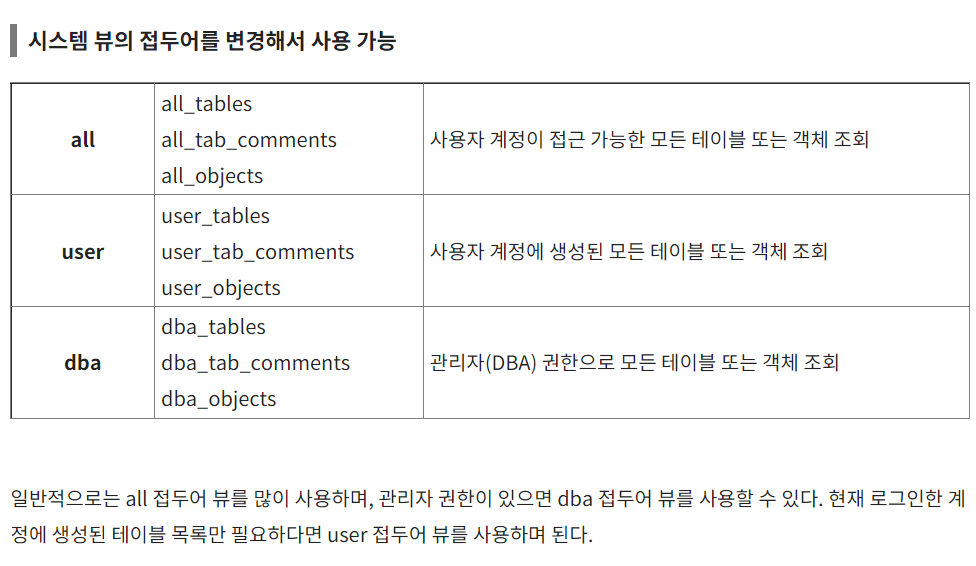 시스템 뷰의 접두어를 변경해서 사용 가능
all
all_tables
all_tab_comments
all_objects
사용자 계정이 접근 가능한 모든 테이블 또는 객체 조회
user
user_tables
user_tab_comments
user_objects
사용자 계정에 생성된 모든 테이블 또는 객체 조회
dba
dba_tables
dba_tab_comments
dba_objects
관리자(DBA) 권한으로 모든 테이블 또는 객체 조회
일반적으로는 all 접두어 뷰를 많이 사용하며, 관리자 권한이 있으면 dba 접두어 뷰를 사용할 수 있다. 현재 로그인한 계
정에 생성된 테이블 목록만 필요하다면 user 접두어 뷰를 사용하며 된다.